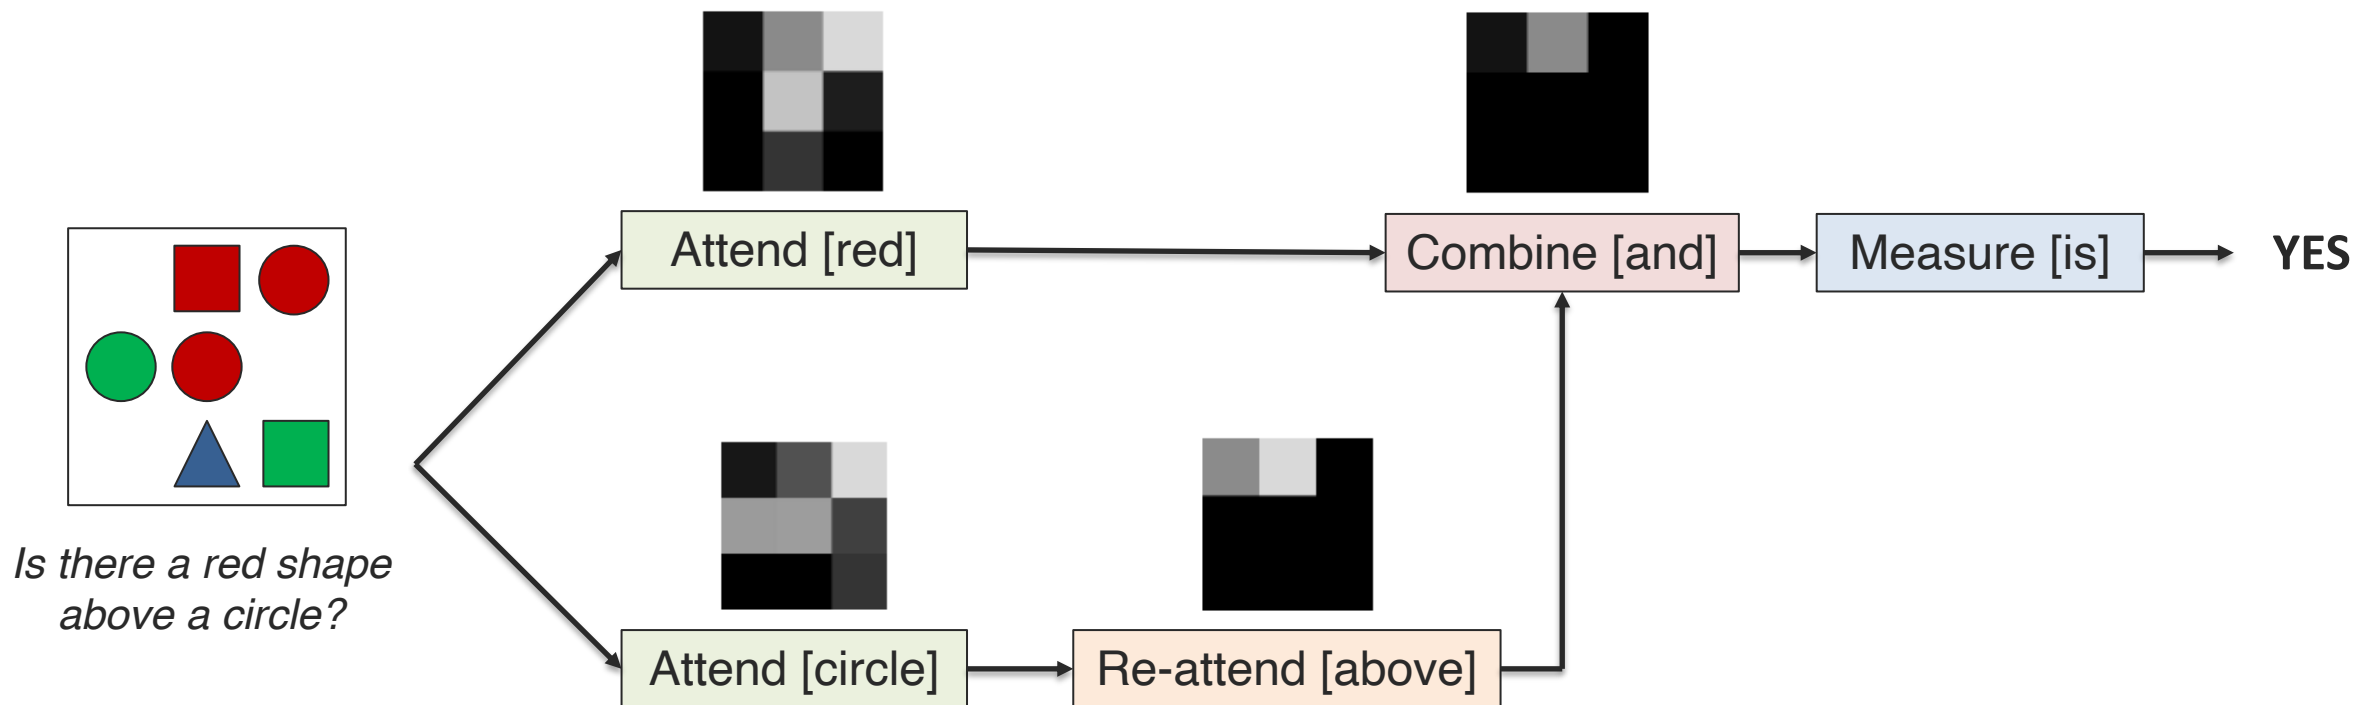 Attend [red]
Combine [and]
Measure [is]
YES
Is there a red shape
above a circle?
Attend [circle]
Re-attend [above]